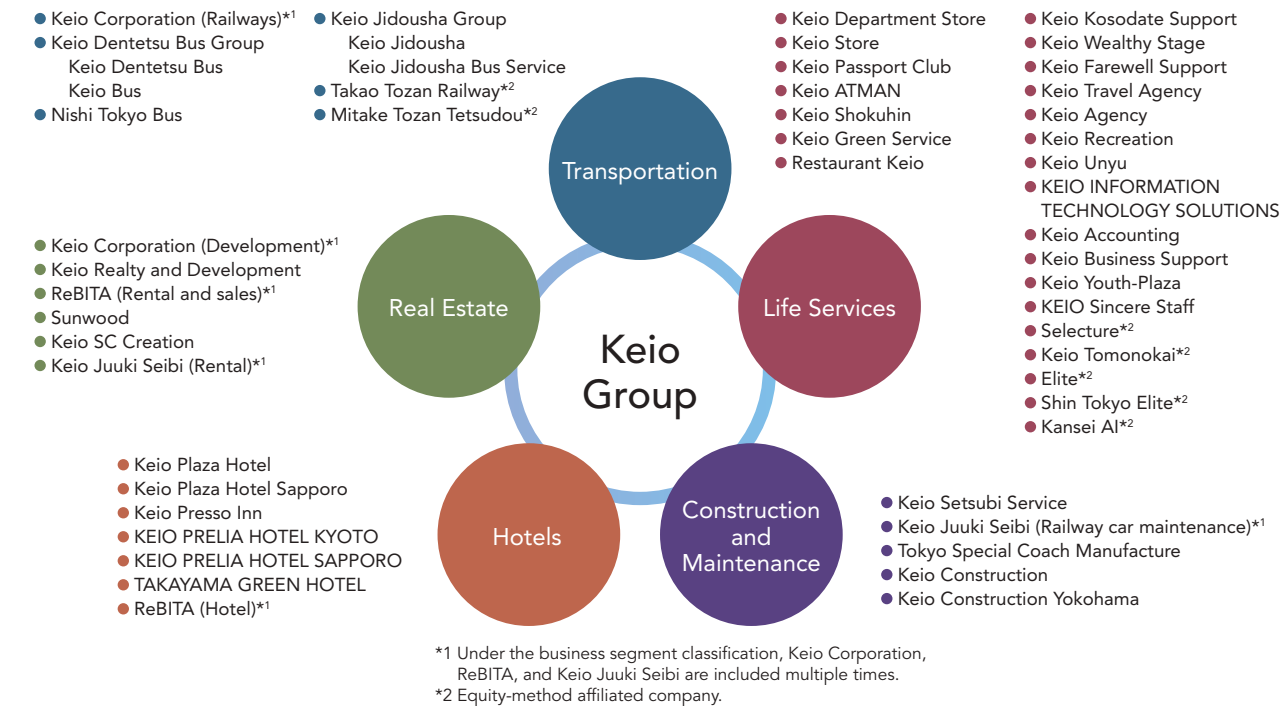 ● Keio Corporation (Railways)*1
● Keio Dentetsu Bus Group
Keio Dentetsu Bus
Keio Bus
● Nishi Tokyo Bus
● Keio Jidousha Group
Keio Jidousha
Keio Jidousha Bus Service
● Takao Tozan Railway*2
● Mitake Tozan Tetsudou*2
Transportation
● Keio Department Store
● Keio Store
● Keio Passport Club
● Keio ATMAN
● Keio Shokuhin
● Keio Green Service
● Restaurant Keio
● Keio Kosodate Support
● Keio Wealthy Stage
● Keio Farewell Support
● Keio Travel Agency
● Keio Agency
● Keio Recreation
● Keio Unyu
● KEIO INFORMATION
TECHNOLOGY SOLUTIONS
● Keio Accounting
● Keio Business Support
● Keio Youth-Plaza
● KEIO Sincere Staff
● Selecture*2
● Keio Tomonokai*2
● Elite*2
● Shin Tokyo Elite*2
● Kansei AI*2
Life Services
● Keio Corporation (Development)*1
● Keio Realty and Development
● ReBITA (Rental and sales)*1
● Sunwood
● Keio SC Creation
● Keio Juuki Seibi (Rental)*1
Real Estate
Keio
Group
● Keio Plaza Hotel
● Keio Plaza Hotel Sapporo
● Keio Presso Inn
● KEIO PRELIA HOTEL KYOTO
● KEIO PRELIA HOTEL SAPPORO
● TAKAYAMA GREEN HOTEL
● ReBITA (Hotel)*1
Hotels
Construction
and
Maintenance
● Keio Setsubi Service
● Keio Juuki Seibi (Railway car maintenance)*1
● Tokyo Special Coach Manufacture
● Keio Construction
● Keio Construction Yokohama
*1 Under the business segment classification, Keio Corporation,
ReBITA, and Keio Juuki Seibi are included multiple times.
*2 Equity-method affiliated company.